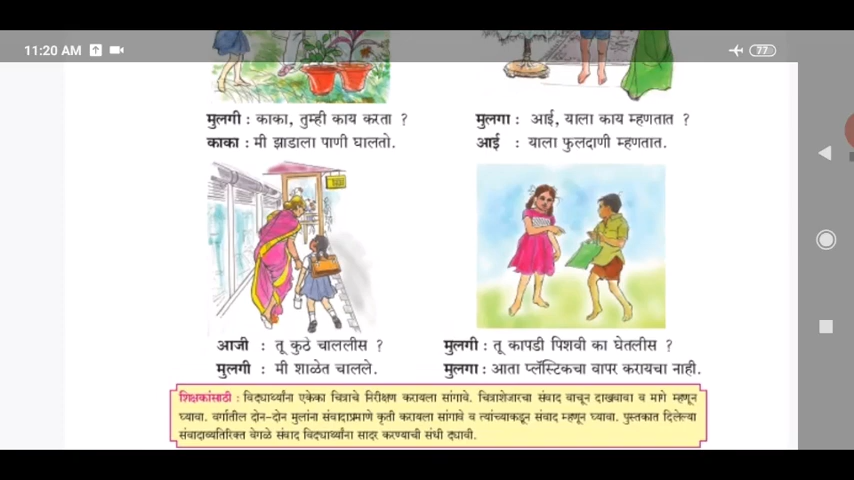 11:20 AM
77
मुलगी : काका, तुम्ही काय करता ?
काका : मी झाडाला पाणी घालतो.
मुलगा : आई, याला काय म्हणतात ?
आई : याला फुलदाणी म्हणतात.
आजी : तू कुठे चाललीस ?
मुलगी : मी शाळेत चालले.
मुलगी : तू कापडी पिशवी का घेतलीस ?
मुलगा : आता प्लॅस्टिकचा वापर करायचा नाही.
शिक्षकांसाठी : विद्यार्थ्यांना एकेका चित्राचे निरीक्षण करायला सांगावे. चित्राशेजारचा संवाद वाचून दाखवावा व मागे म्हणून
घ्यावा. वर्गातील दोन-दोन मुलांना संवादाप्रमाणे कृती करायला सांगावे व त्यांच्याकडून संवाद म्हणून घ्यावा. पुस्तकात दिलेल्या
संवादाव्यतिरिक्त वेगळे संवाद विद्यार्थ्यांना सादर करण्याची संधी द्यावी.